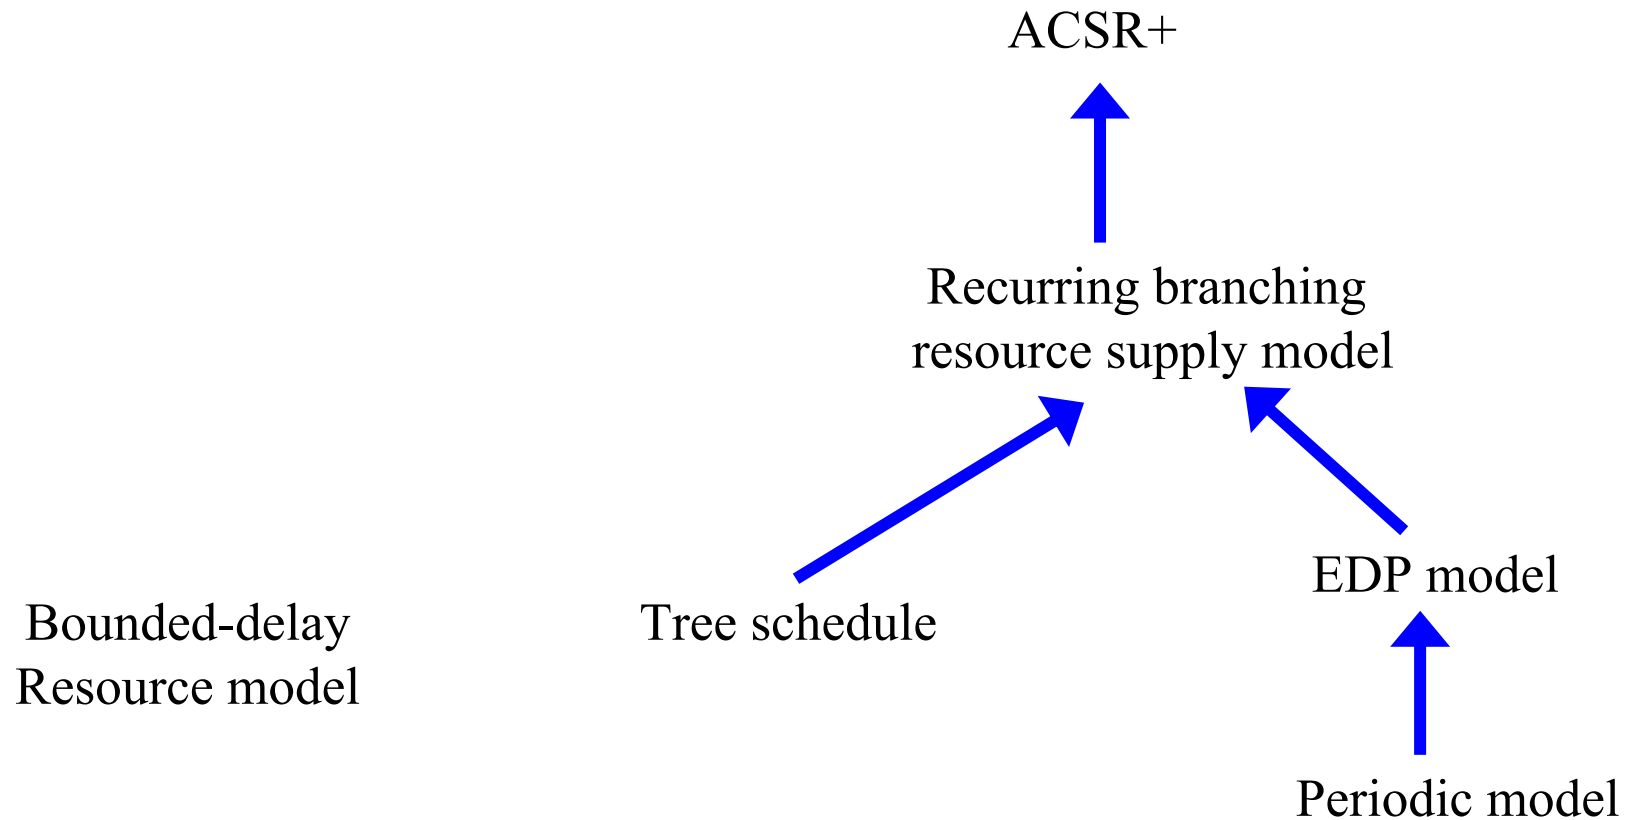 ACSR+
Recurring branching
resource supply model
EDP model
Bounded-delay
Resource model
Tree schedule
Periodic model